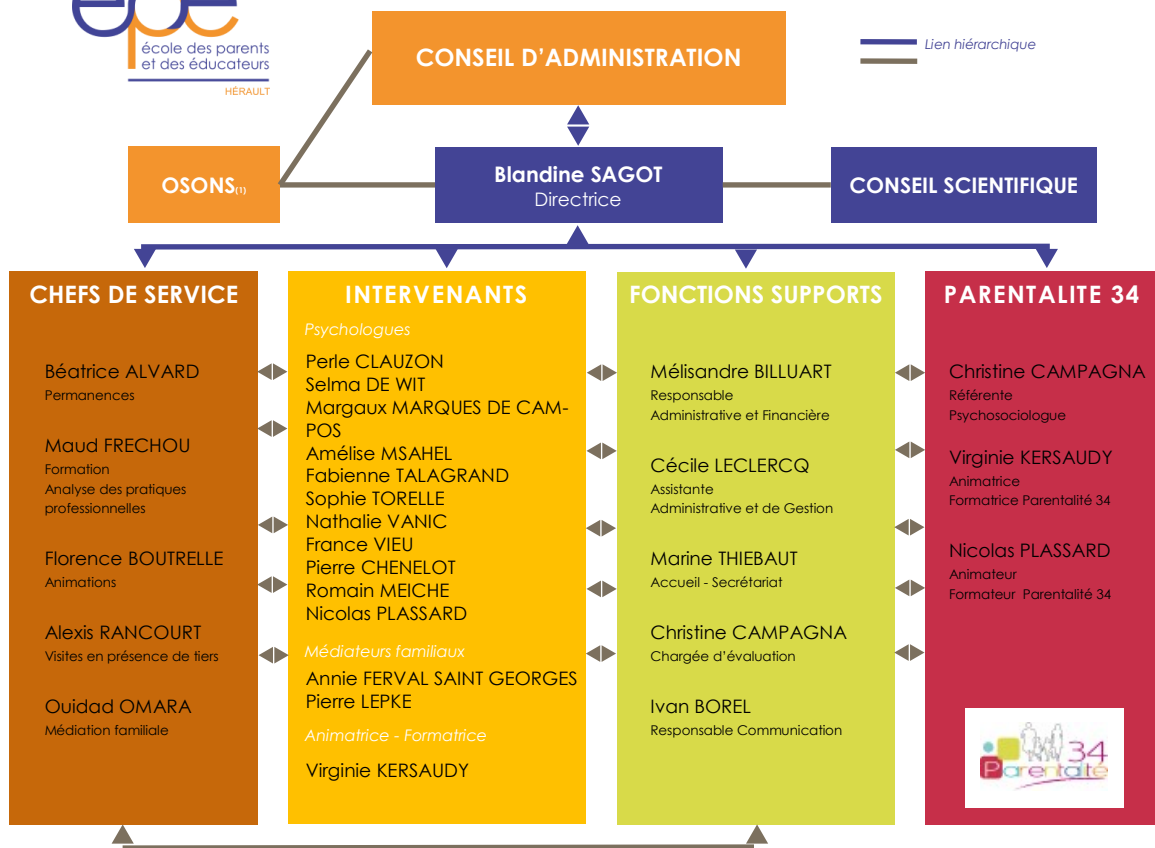 epe
école des parents
et des éducateurs
HÉRAULT
CONSEIL D'ADMINISTRATION
Lien hiérarchique
OSONS(1)
Blandine SAGOT
Directrice
CONSEIL SCIENTIFIQUE
CHEFS DE SERVICE
Béatrice ALVARD
Permanences
Maud FRECHOU
Formation
Analyse des pratiques
professionnelles
Florence BOUTRELLE
Animations
Alexis RANCOURT
Visites en présence de tiers
Ouidad OMARA
Médiation familiale
INTERVENANTS
Psychologues
Perle CLAUZON
Selma DE WIT
Margaux MARQUES DE CAM-
POS
Amélise MSAHEL
Fabienne TALAGRAND
Sophie TORELLE
Nathalie VANIC
France VIEU
Pierre CHENELOT
Romain MEICHE
Nicolas PLASSARD
Médiateurs familiaux
Annie FERVAL SAINT GEORGES
Pierre LEPKE
Animatrice - Formatrice
Virginie KERSAUDY
FONCTIONS SUPPORTS
Mélisandre BILLUART
Responsable
Administrative et Financière
Cécile LECLERCQ
Assistante
Administrative et de Gestion
Marine THIEBAUT
Accueil - Secrétariat
Christine CAMPAGNA
Chargée d'évaluation
Ivan BOREL
Responsable Communication
PARENTALITE 34
Christine CAMPAGNA
Référente
Psychosociologue
Virginie KERSAUDY
Animatrice
Formatrice Parentalité 34
Nicolas PLASSARD
Animateur
Formateur Parentalité 34
34
Parentalité